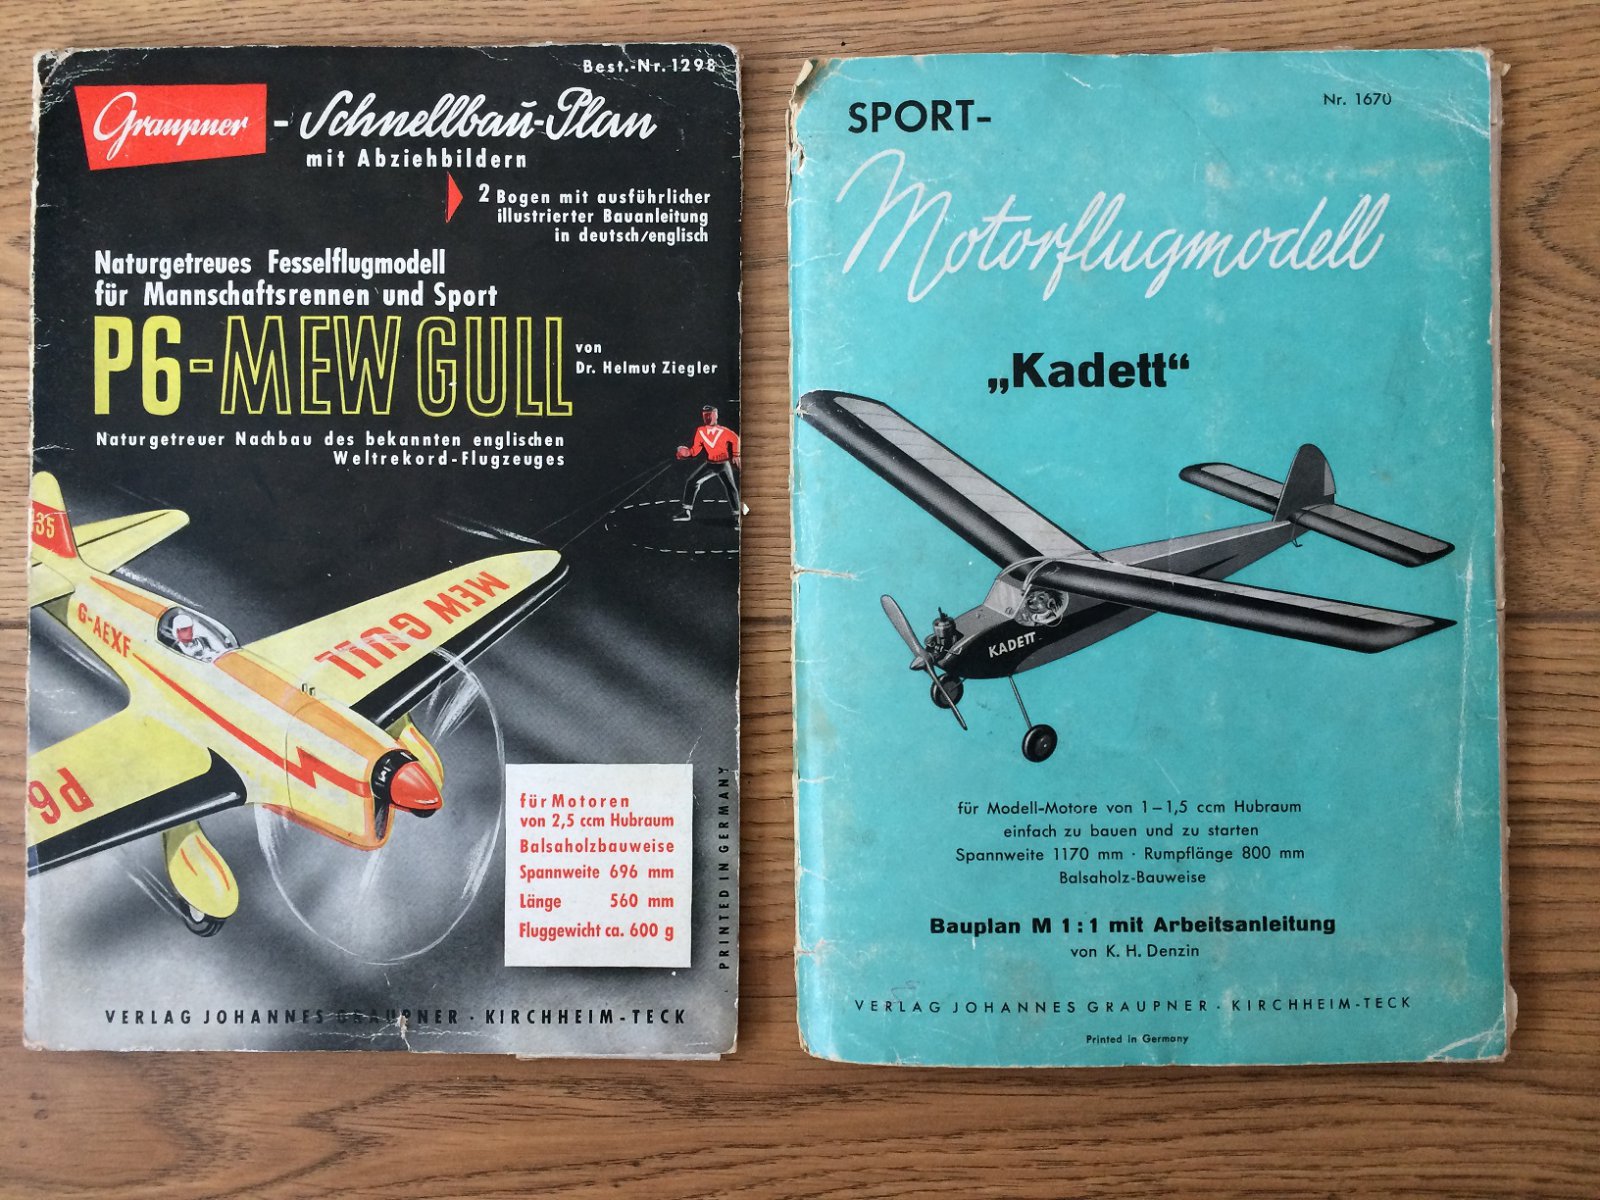 Best.-Nr. 1298
Graupner - Schnellbau-Plan
mit Abziehbildern
2 Bogen mit ausführlicher
illustrierter Bauanleitung
in deutsch/englisch
Naturgetreues Fesselflugmodell
für Mannschaftsrennen und Sport
P6-MEW GULL
von
Dr. Helmut Ziegler
Naturgetreuer Nachbau des bekannten englischen
Weltrekord-Flugzeuges
35
G-AEXF
MEW GULL
P6
für Motoren
von 2,5 ccm Hubraum
Balsaholzbauweise
Spannweite 696 mm
Länge 560 mm
Fluggewicht ca. 600 g
PRINTED IN GERMANY
VERLAG JOHANNES GRAUPNER · KIRCHHEIM-TECK
SPORT-
Nr. 1670
Motorflugmodell
„Kadett“
KADETT
für Modell-Motore von 1–1,5 ccm Hubraum
einfach zu bauen und zu starten
Spannweite 1170 mm · Rumpflänge 800 mm
Balsaholz-Bauweise
Bauplan M 1:1 mit Arbeitsanleitung
von K. H. Denzin
VERLAG JOHANNES GRAUPNER · KIRCHHEIM-TECK
Printed in Germany